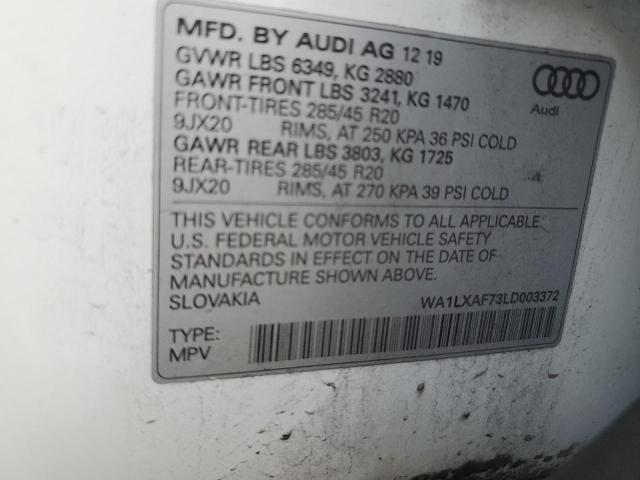 MFD. BY AUDI AG 12 19
GVWR LBS 6349, KG 2880
GAWR FRONT LBS 3241, KG 1470
FRONT-TIRES 285/45 R20
9JX20 RIMS, AT 250 KPA 36 PSI COLD
GAWR REAR LBS 3803, KG 1725
REAR-TIRES 285/45 R20
9JX20 RIMS, AT 270 KPA 39 PSI COLD
Audi
THIS VEHICLE CONFORMS TO ALL APPLICABLE
U.S. FEDERAL MOTOR VEHICLE SAFETY
STANDARDS IN EFFECT ON THE DATE OF
MANUFACTURE SHOWN ABOVE.
SLOVAKIA WA1LXAF73LD003372
TYPE:
MPV